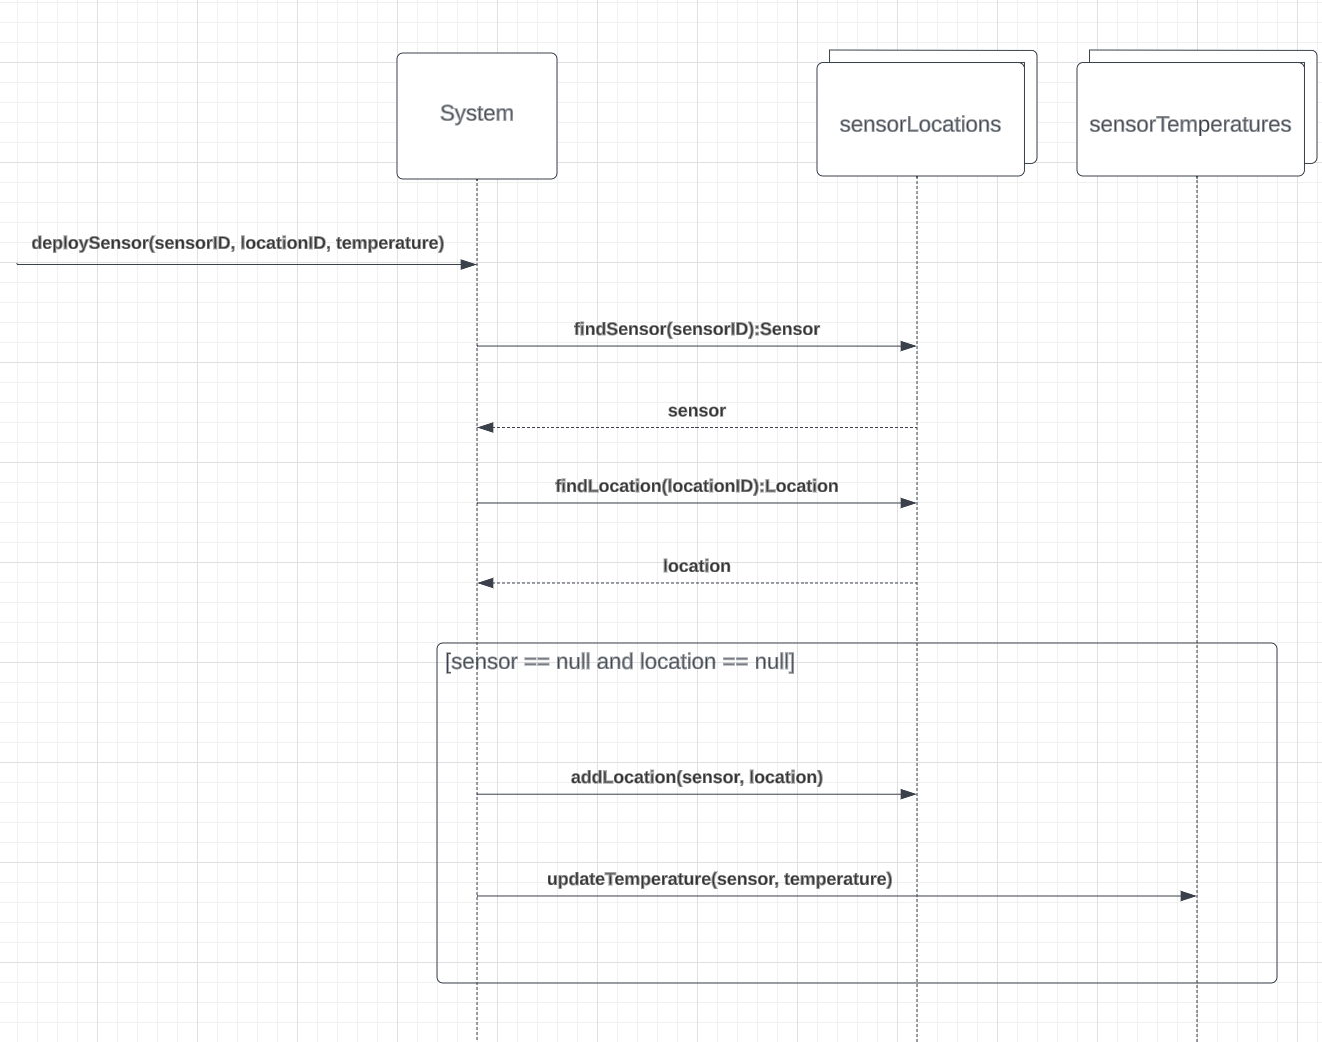 System
sensorLocations
sensorTemperatures
deploySensor(sensorID, locationID, temperature)
findSensor(sensorID):Sensor
sensor
findLocation(locationID):Location
location
[sensor == null and location == null]
addLocation(sensor, location)
updateTemperature(sensor, temperature)